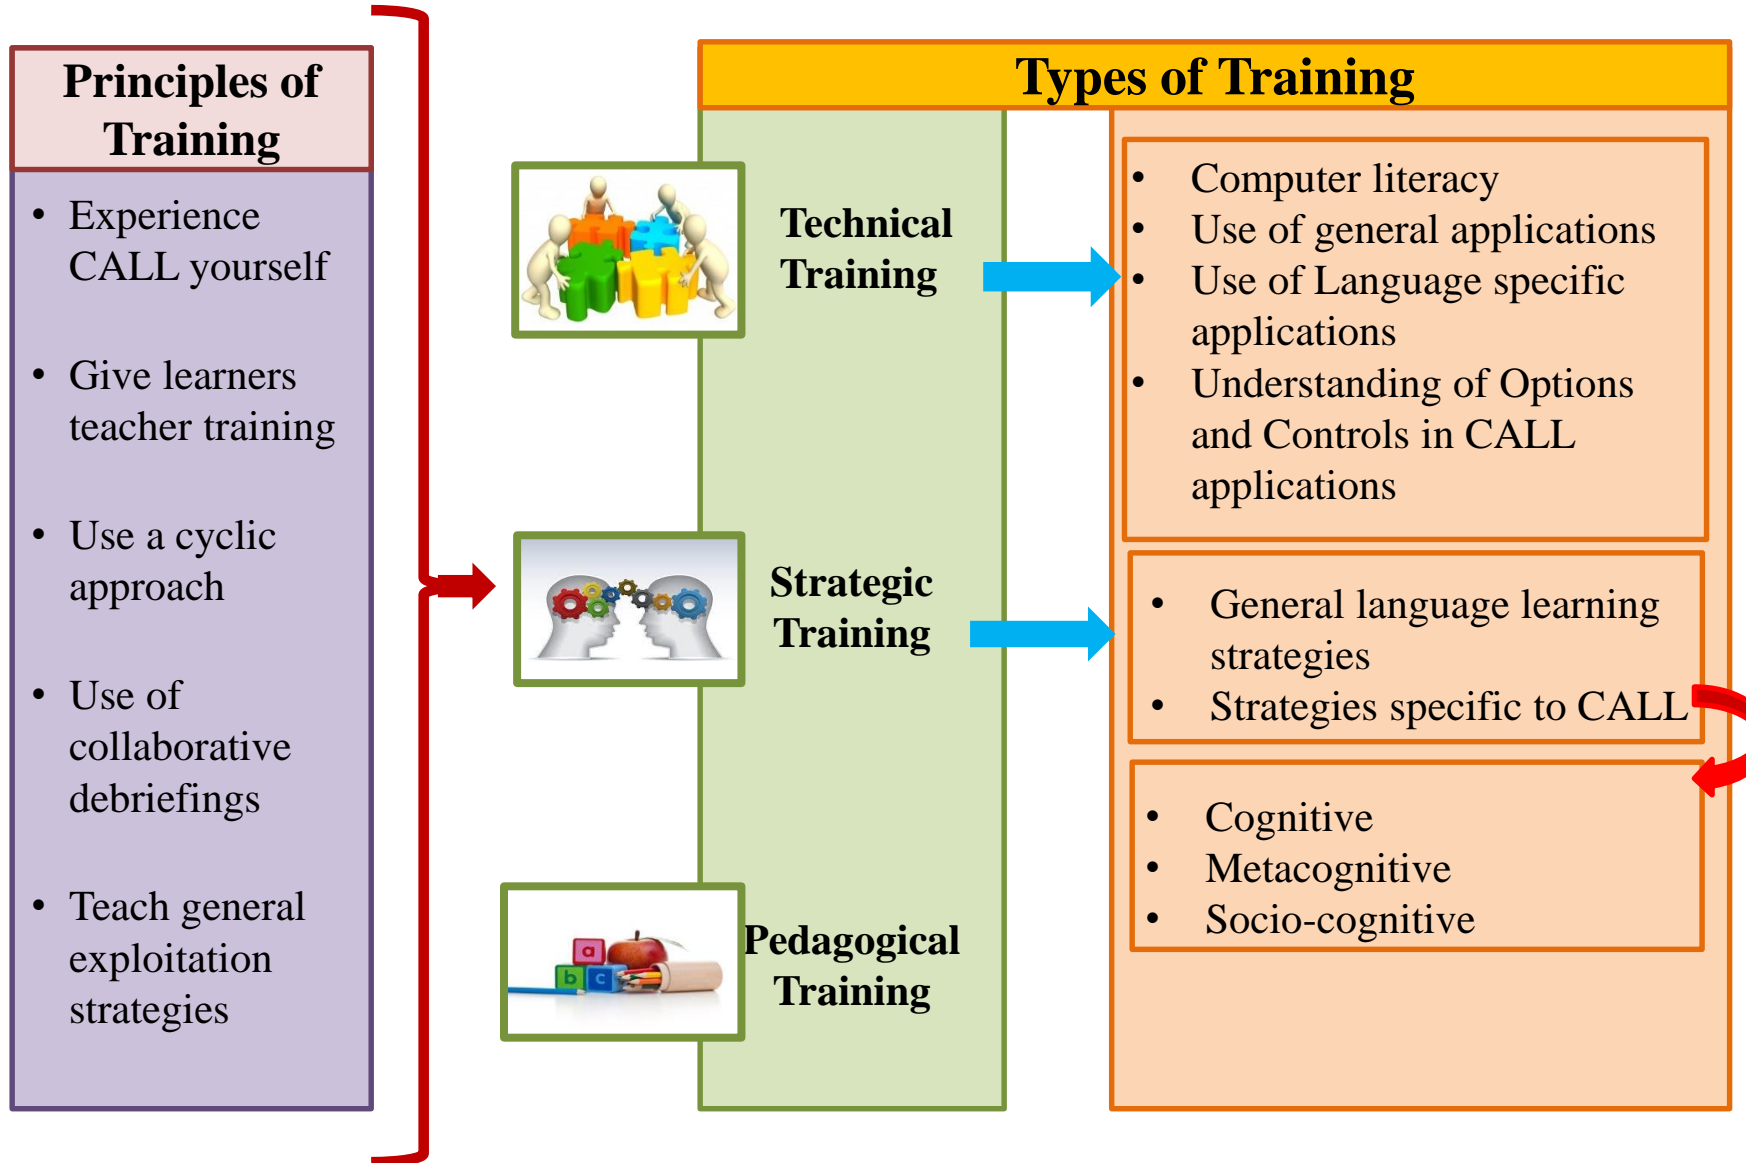 Principles of
Training
• Experience
CALL yourself
• Give learners
teacher training
• Use a cyclic
approach
• Use of
collaborative
debriefings
• Teach general
exploitation
strategies
Types of Training
Technical
Training
• Computer literacy
• Use of general applications
• Use of Language specific
applications
• Understanding of Options
and Controls in CALL
applications
Strategic
Training
• General language learning
strategies
• Strategies specific to CALL
• Cognitive
• Metacognitive
• Socio-cognitive
a
b c
Pedagogical
Training